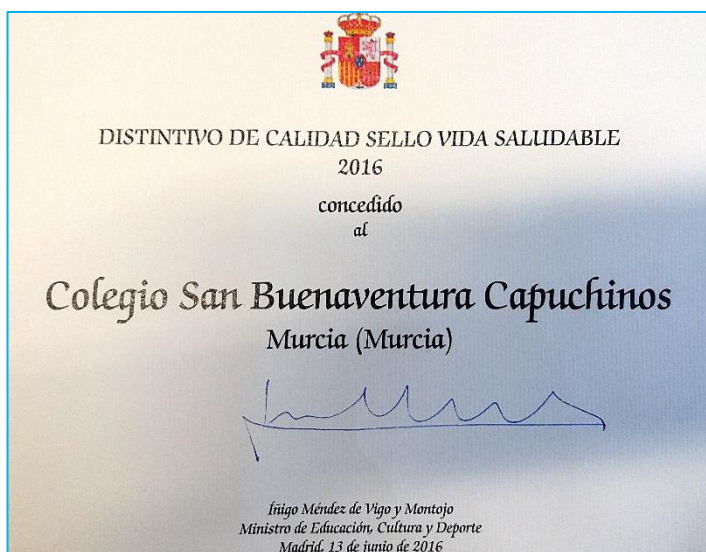 DISTINTIVO DE CALIDAD SELLO VIDA SALUDABLE
2016
concedido
al
Colegio San Buenaventura Capuchinos
Murcia (Murcia)
Íñigo Méndez de Vigo y Montojo
Ministro de Educación, Cultura y Deporte
Madrid, 13 de junio de 2016